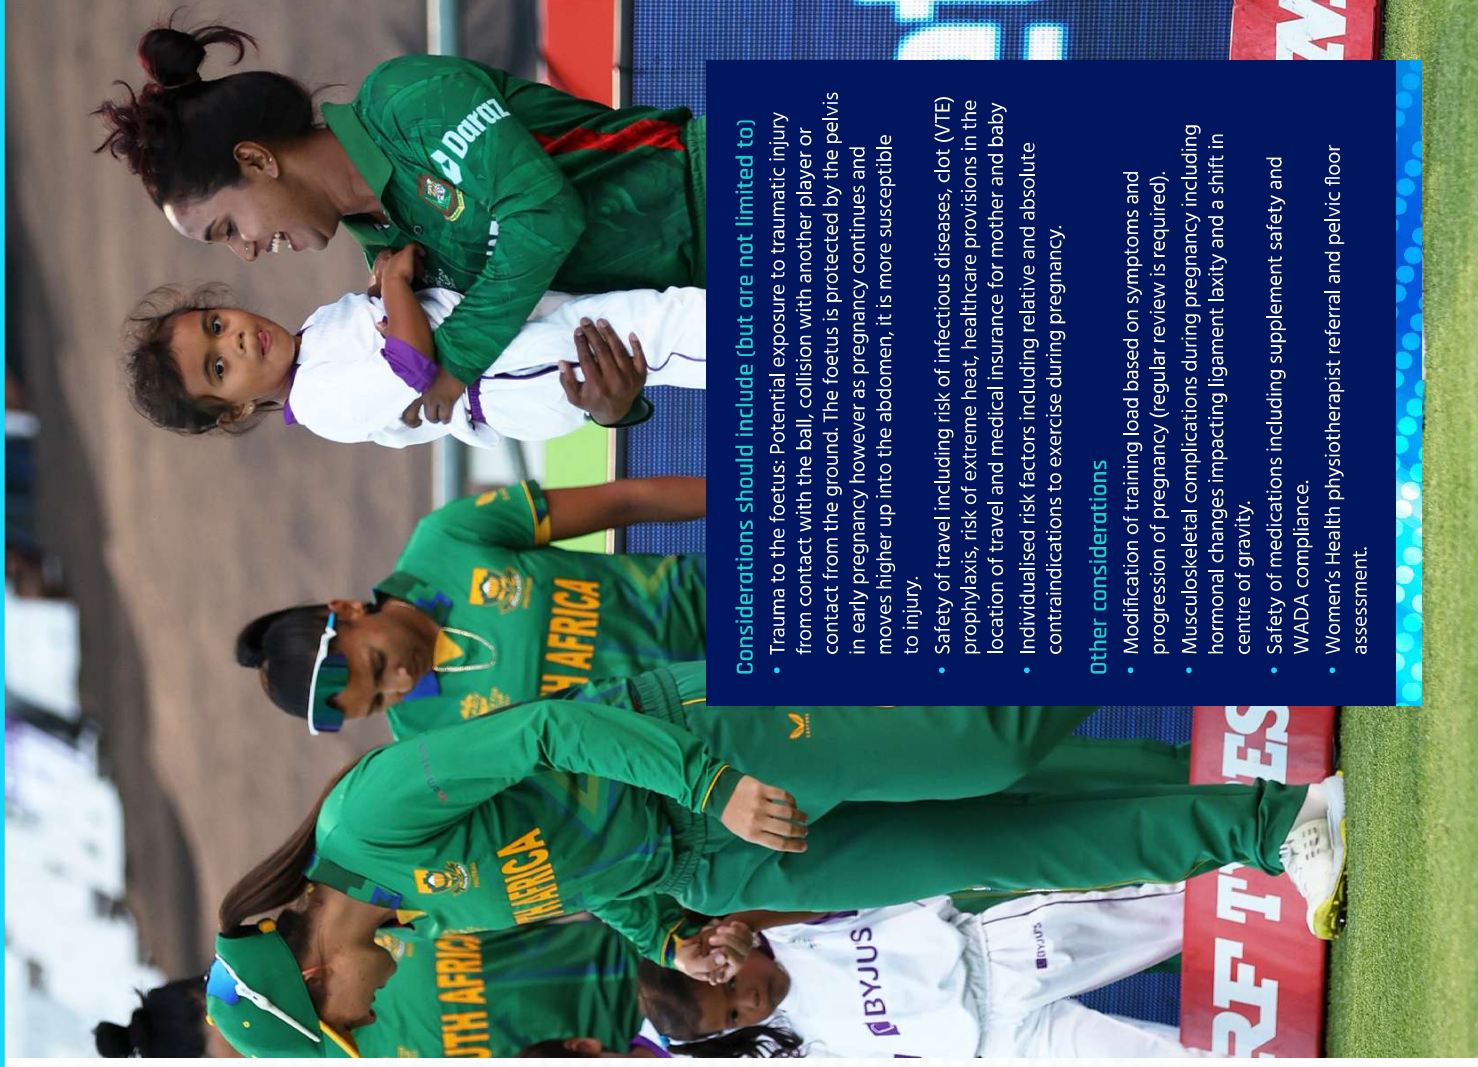 Considerations should include (but are not limited to)
• Trauma to the foetus: Potential exposure to traumatic injury
from contact with the ball, collision with another player or
contact from the ground. The foetus is protected by the pelvis
in early pregnancy however as pregnancy continues and
moves higher up into the abdomen, it is more susceptible
to injury.
• Safety of travel including risk of infectious diseases, clot (VTE)
prophylaxis, risk of extreme heat, healthcare provisions in the
location of travel and medical insurance for mother and baby
• Individualised risk factors including relative and absolute
contraindications to exercise during pregnancy.
Other considerations
• Modification of training load based on symptoms and
progression of pregnancy (regular review is required).
• Musculoskeletal complications during pregnancy including
hormonal changes impacting ligament laxity and a shift in
centre of gravity.
• Safety of medications including supplement safety and
WADA compliance.
• Women's Health physiotherapist referral and pelvic floor
assessment.
Daraz
H AFRICA
TH AFRICA
UTH AFRICA
BYJU'S
BYJU'S
RF TYRES